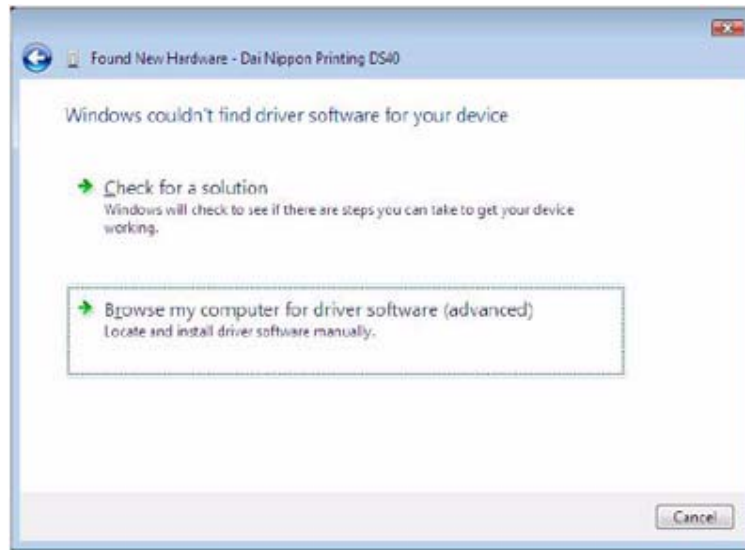 Found New Hardware - Dai Nippon Printing DS40
Windows couldn't find driver software for your device
Check for a solution
Windows will check to see if there are steps you can take to get your device
working.
Browse my computer for driver software (advanced)
Locate and install driver software manually.
Cancel